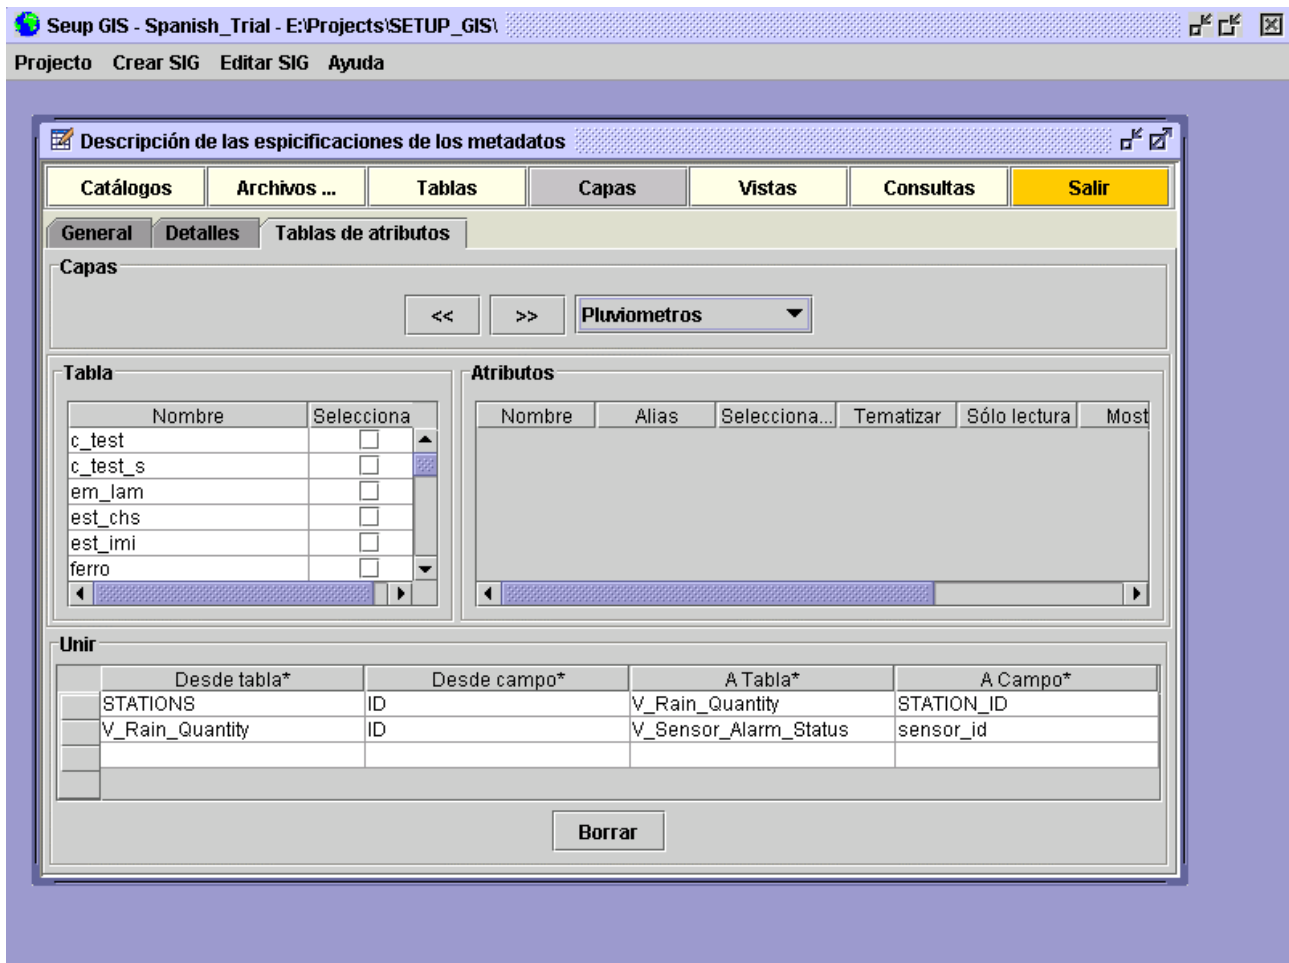 Seup GIS - Spanish_Trial - E:\Projects\SETUP_GIS\
Projecto Crear SIG Editar SIG Ayuda
Descripción de las espicificaciones de los metadatos
Catálogos Archivos ... Tablas Capas Vistas Consultas Salir
General Detalles Tablas de atributos
Capas
<< >> Pluviometros
Tabla Atributos
Nombre Selecciona Nombre Alias Selecciona... Tematizar Sólo lectura Most
c_test
c_test_s
em_lam
est_chs
est_imi
ferro
Unir
Desde tabla* Desde campo* A Tabla* A Campo*
STATIONS ID V_Rain_Quantity STATION_ID
V_Rain_Quantity ID V_Sensor_Alarm_Status sensor_id
Borrar